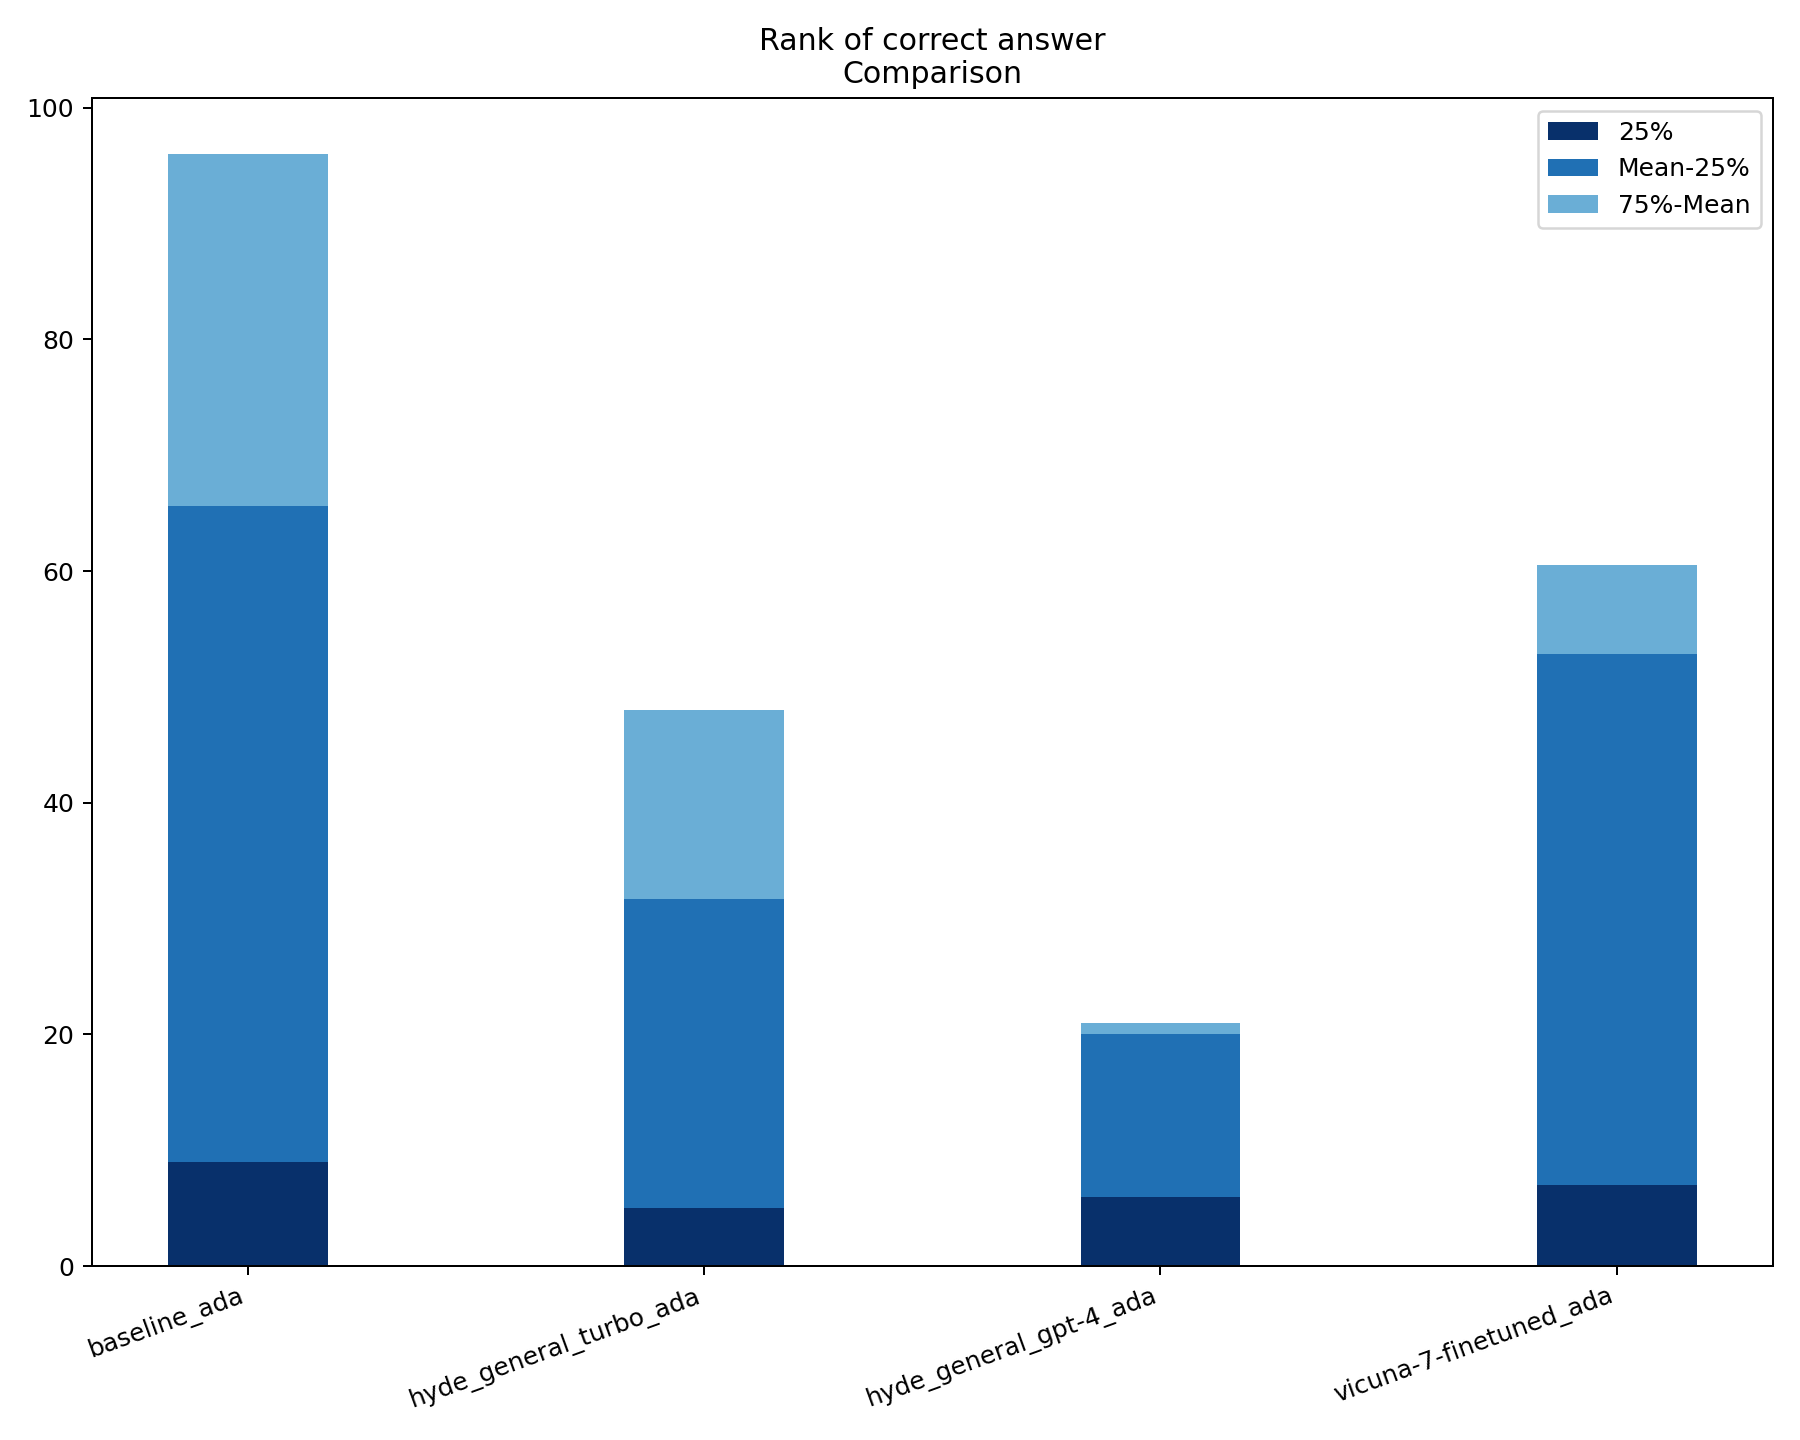 Rank of correct answer
Comparison
100
80
60
40
20
0
25%
Mean-25%
75%-Mean
baseline_ada
hyde_general_turbo_ada
hyde_general_gpt-4_ada
vicuna-7-finetuned_ada